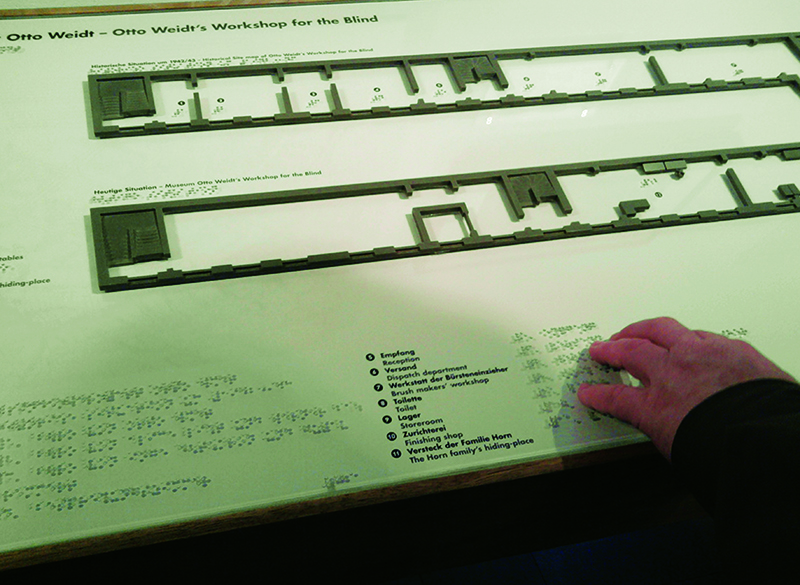 Otto Weidt – Otto Weidt's Workshop for the Blind
Historische Situation um 1942/43 – Historical Site map of Otto Weidt's Workshop for the Blind
Heutige Situation – Museum Otto Weidt's Workshop for the Blind
hiding-place
5 Empfang
Reception
6 Versand
Dispatch department
7 Werkstatt der Bürsteneinzieher
Brush makers' workshop
8 Toilette
Toilet
9 Lager
Storeroom
10 Zurichterei
Finishing shop
11 Versteck der Familie Horn
The Horn family's hiding-place